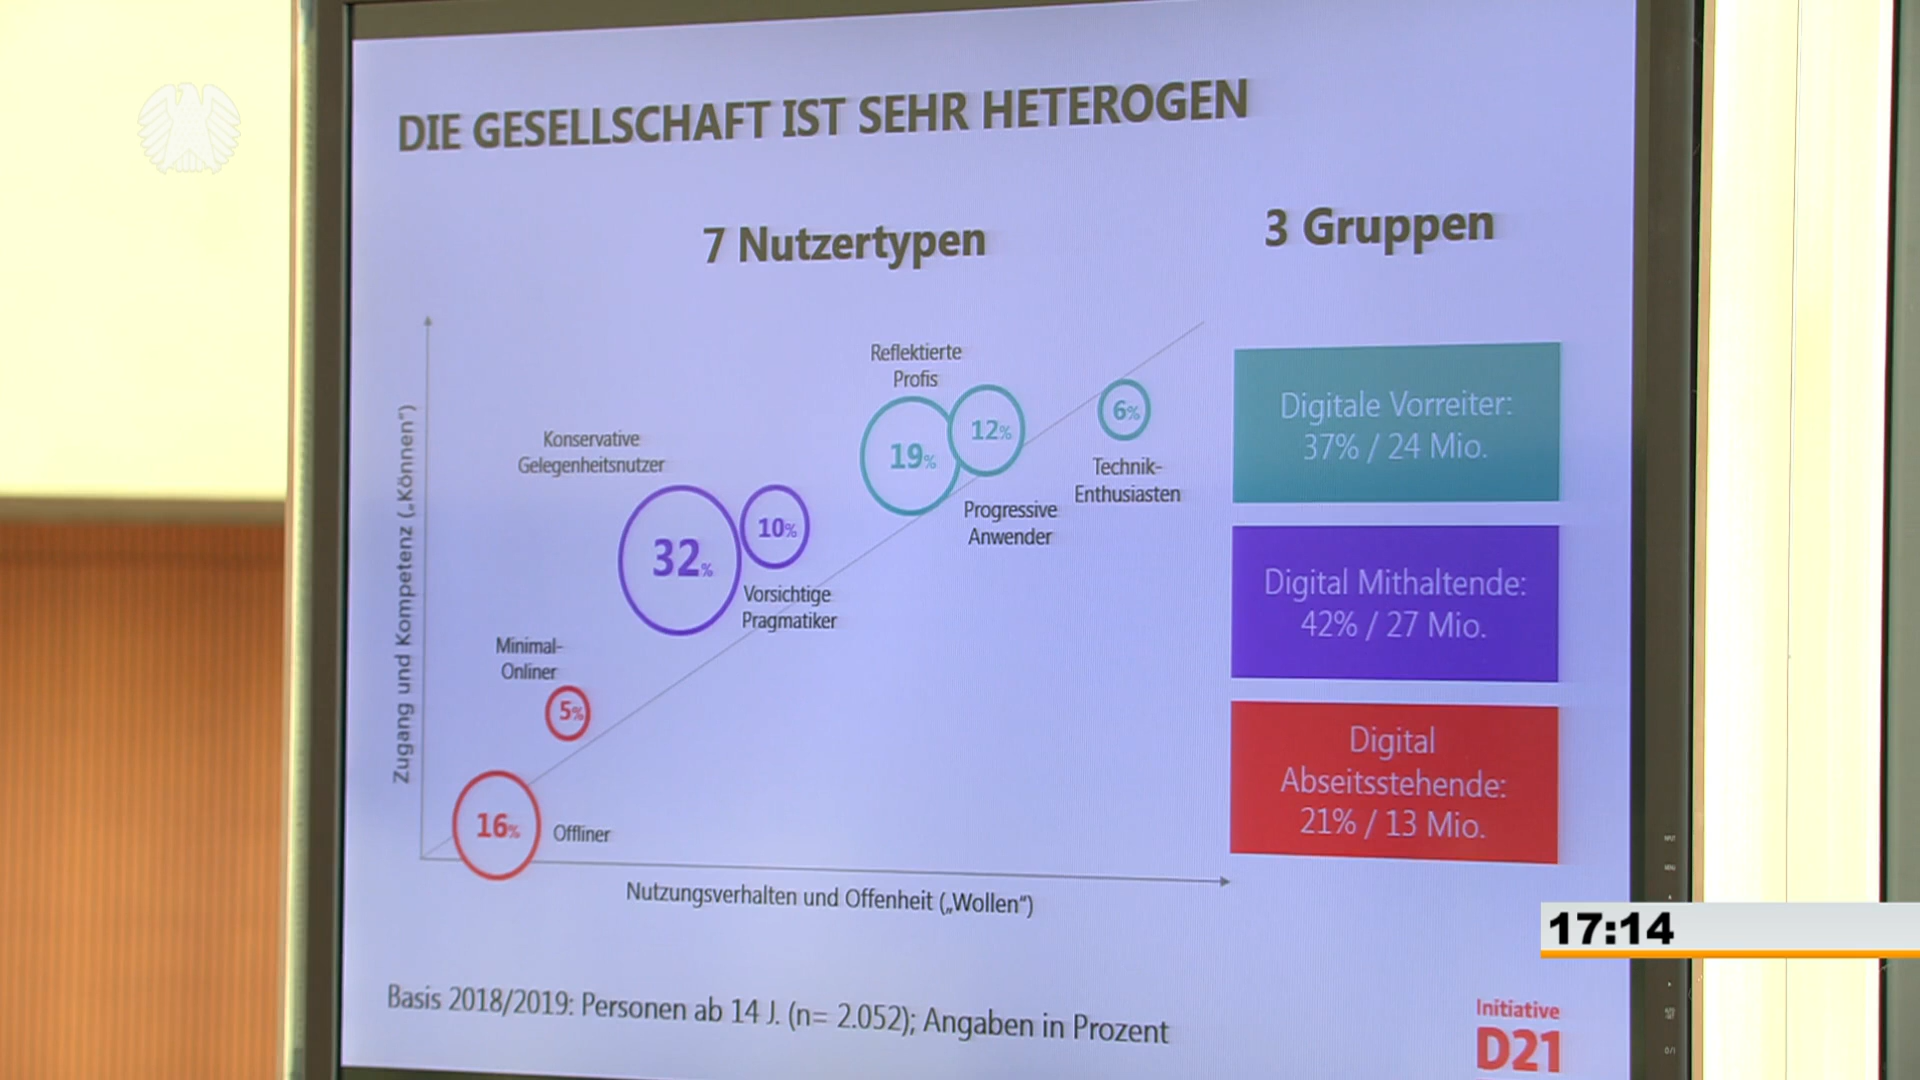 DIE GESELLSCHAFT IST SEHR HETEROGEN
7 Nutzertypen
3 Gruppen
Zugang und Kompetenz („Können“)
Reflektierte
Profis
19%
12%
Progressive
Anwender
6%
Technik-
Enthusiasten
Konservative
Gelegenheitsnutzer
32%
10%
Vorsichtige
Pragmatiker
Minimal-
Onliner
5%
16%
Offliner
Nutzungsverhalten und Offenheit („Wollen“)
Digitale Vorreiter:
37% / 24 Mio.
Digital Mithaltende:
42% / 27 Mio.
Digital
Abseitsstehende:
21% / 13 Mio.
17:14
Basis 2018/2019: Personen ab 14 J. (n= 2.052); Angaben in Prozent
Initiative
D21